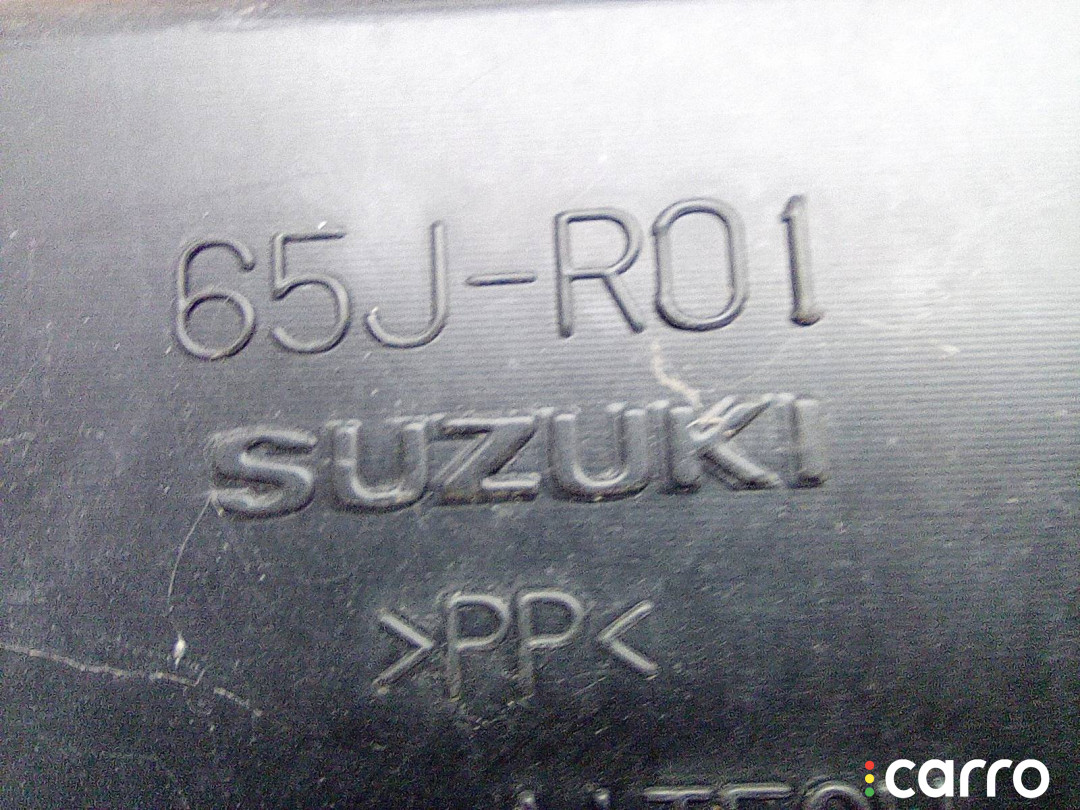 65J-R01
SUZUKI
>PP<
carro